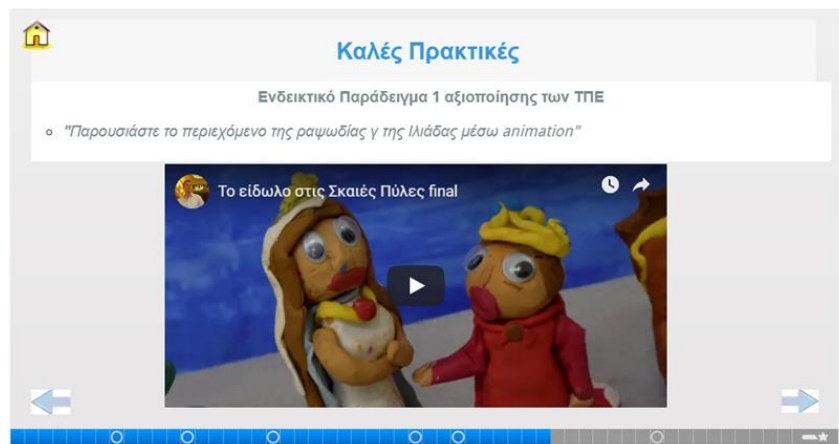 Καλές Πρακτικές
Ενδεικτικό Παράδειγμα 1 αξιοποίησης των ΤΠΕ
"Παρουσιάστε το περιεχόμενο της ραψωδίας γ της Ιλιάδας μέσω animation"
Το είδωλο στις Σκαιές Πύλες final